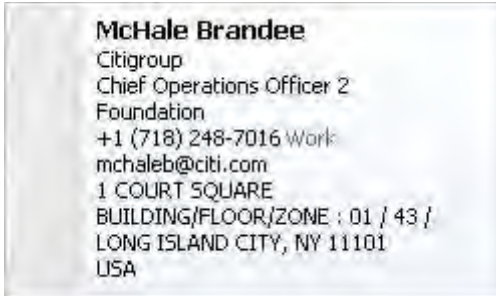 McHale Brandee
Citigroup
Chief Operations Officer 2
Foundation
+1 (718) 248-7016 Work
mchaleb@citi.com
1 COURT SQUARE
BUILDING/FLOOR/ZONE : 01 / 43 /
LONG ISLAND CITY, NY 11101
USA